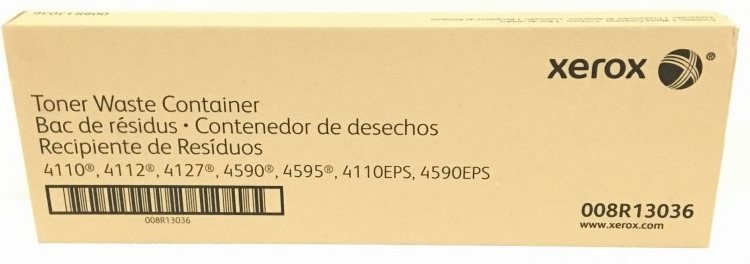 008R13036
xerox ®
Toner Waste Container
Bac de résidus • Contenedor de desechos
Recipiente de Resíduos
4110®, 4112®, 4127®, 4590®, 4595®, 4110EPS, 4590EPS
008R13036
008R13036
www.xerox.com